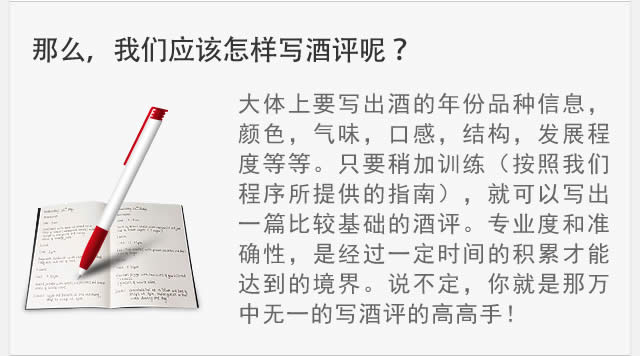 那么，我们应该怎样写酒评呢？
大体上要写出酒的年份品种信息，
颜色，气味，口感，结构，发展程
度等等。只要稍加训练（按照我们
程序所提供的指南），就可以写出
一篇比较基础的酒评。专业度和准
确性，是经过一定时间的积累才能
达到的境界。说不定，你就是那万
中无一的写酒评的高高手！